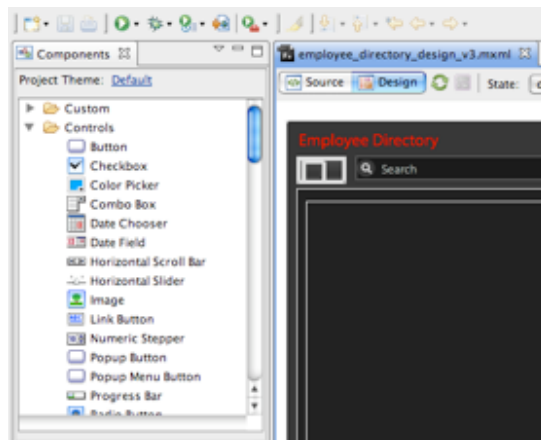 Components
employee_directory_design_v3.mxml
Project Theme: Default
Source Design State:
Custom
Controls
Button
Checkbox
Color Picker
Combo Box
Date Chooser
Date Field
Horizontal Scroll Bar
Horizontal Slider
Image
Link Button
Numeric Stepper
Popup Button
Popup Menu Button
Progress Bar
Radio Button
Employee Directory
Search